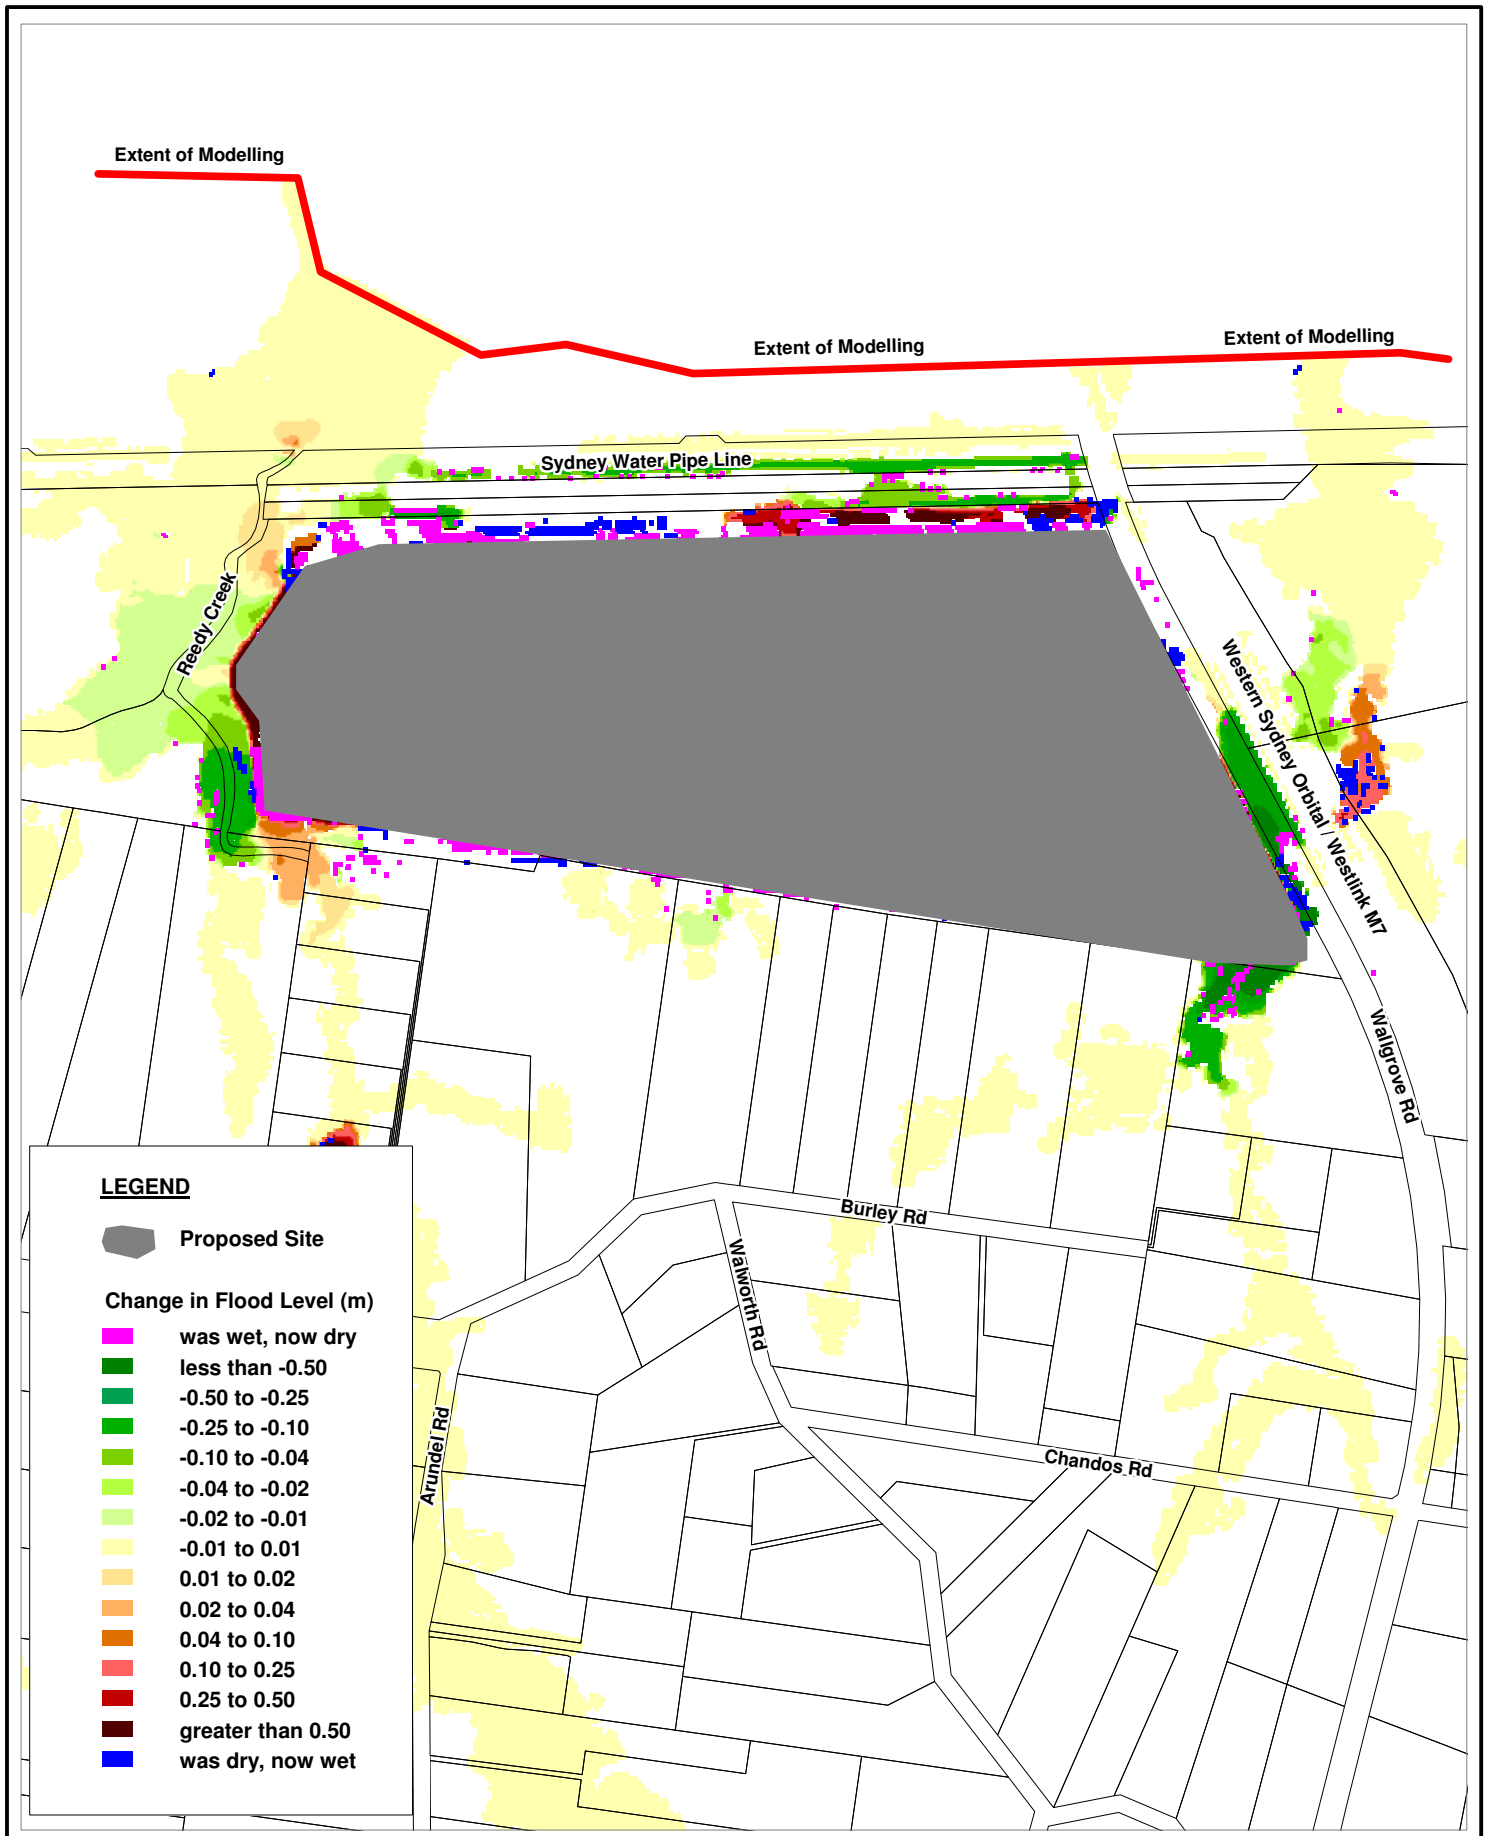 Extent of Modelling
Extent of Modelling
Extent of Modelling
Sydney Water Pipe Line
Reedy Creek
Western Sydney Orbital / Westlink M7
Wallgrove Rd
Burley Rd
Walworth Rd
Chandos Rd
Arundel Rd
LEGEND
Proposed Site
Change in Flood Level (m)
was wet, now dry
less than -0.50
-0.50 to -0.25
-0.25 to -0.10
-0.10 to -0.04
-0.04 to -0.02
-0.02 to -0.01
-0.01 to 0.01
0.01 to 0.02
0.02 to 0.04
0.04 to 0.10
0.10 to 0.25
0.25 to 0.50
greater than 0.50
was dry, now wet